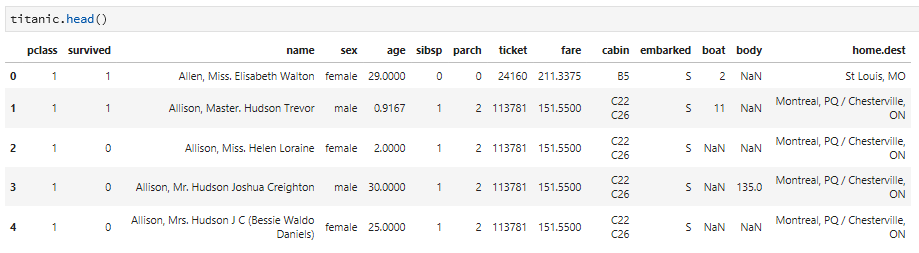 titanic.head()
pclass survived name sex age sibsp parch ticket fare cabin embarked boat body home.dest
0 1 1 Allen, Miss. Elisabeth Walton female 29.0000 0 0 24160 211.3375 B5 S 2 NaN St Louis, MO
1 1 1 Allison, Master. Hudson Trevor male 0.9167 1 2 113781 151.5500 C22 C26 S 11 NaN Montreal, PQ / Chesterville, ON
2 1 0 Allison, Miss. Helen Loraine female 2.0000 1 2 113781 151.5500 C22 C26 S NaN NaN Montreal, PQ / Chesterville, ON
3 1 0 Allison, Mr. Hudson Joshua Creighton male 30.0000 1 2 113781 151.5500 C22 C26 S NaN 135.0 Montreal, PQ / Chesterville, ON
4 1 0 Allison, Mrs. Hudson J C (Bessie Waldo Daniels) female 25.0000 1 2 113781 151.5500 C22 C26 S NaN NaN Montreal, PQ / Chesterville, ON